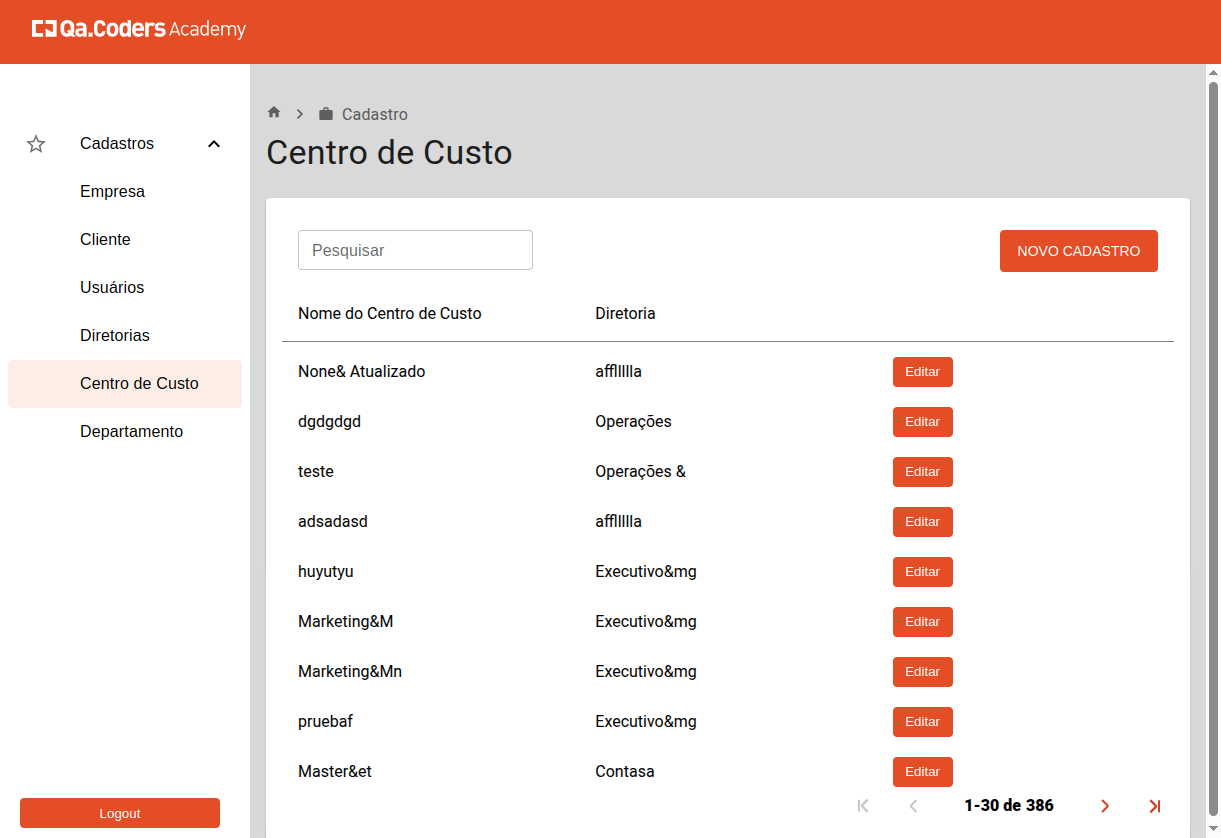 Qa.Coders Academy
Cadastro
Centro de Custo
Cadastros
Empresa
Cliente
Usuários
Diretorias
Centro de Custo
Departamento
Logout
Pesquisar
NOVO CADASTRO
Nome do Centro de Custo Diretoria
None& Atualizado affllllla Editar
dgdgdgd Operações Editar
teste Operações & Editar
adsadasd affllllla Editar
huyutyu Executivo&mg Editar
Marketing&M Executivo&mg Editar
Marketing&Mn Executivo&mg Editar
pruebaf Executivo&mg Editar
Master&et Contasa Editar
1-30 de 386